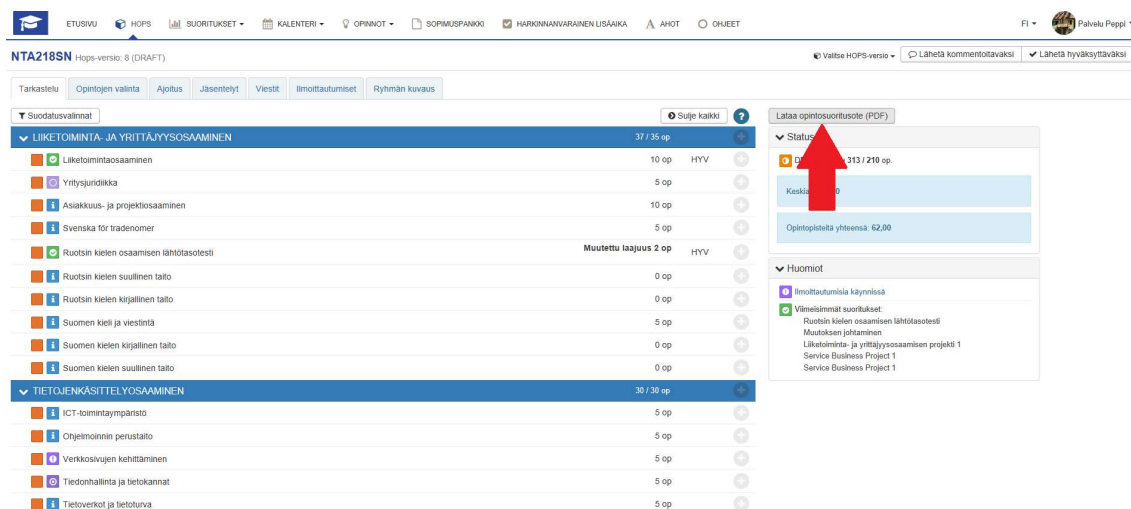 ETUSIVU HOPS SUORITUKSET KALENTERI OPINNOT SOPIMUSPANKKI HARKINNANVARAINEN LISÄAIKA AHOT OHJEET FI Palvelu Peppi
NTA218SN Hops-versio: 8 (DRAFT) Valitse HOPS-versio Lähetä kommentoitavaksi Lähetä hyväksyttäväksi
Tarkastelu Opintojen valinta Ajoitus Jäsentelyt Viestit Ilmoittautumiset Ryhmän kuvaus
Suodatusvalinnat Sulje kaikki ?
LIIKETOIMINTA- JA YRITTÄJYYSOSAAMINEN 37 / 35 op
Liiketoimintaosaaminen 10 op HYV
Yritysjuridiikka 5 op
Asiakkuus- ja projektiosaaminen 10 op
Svenska för tradenomer 5 op
Ruotsin kielen osaamisen lähtötasotesti Muutettu laajuus 2 op HYV
Ruotsin kielen suullinen taito 0 op
Ruotsin kielen kirjallinen taito 0 op
Suomen kieli ja viestintä 5 op
Suomen kielen kirjallinen taito 0 op
Suomen kielen suullinen taito 0 op
TIETOJENKÄSITTELYOSAAMINEN 30 / 30 op
ICT-toimintaympäristö 5 op
Ohjelmoinnin perustaito 5 op
Verkkosivujen kehittäminen 5 op
Tiedonhallinta ja tietokannat 5 op
Tietoverkot ja tietoturva 5 op
Lataa opintosuoritusote (PDF)
Status
313 / 210 op.
Opintopisteitä yhteensä: 62,00
Huomiot
Ilmoittautumisia käynnissä
Viimeisimmät suoritukset:
Ruotsin kielen osaamisen lähtötasotesti
Muutoksen johtaminen
Liiketoiminta- ja yrittäjyysosaamisen projekti 1
Service Business Project 1
Service Business Project 1